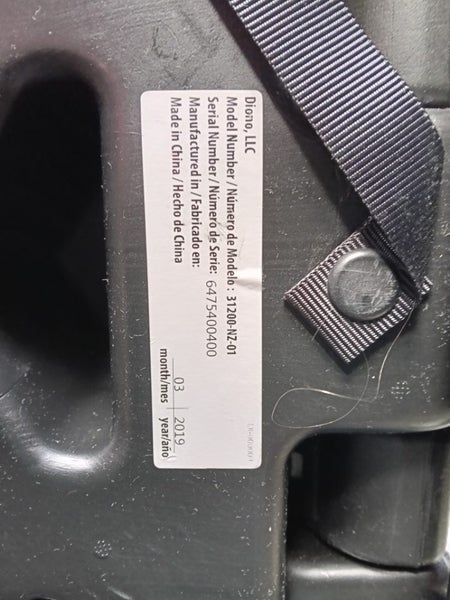 Diono, LLC
Model Number / Número de Modelo : 31200-NZ-01
Serial Number / Número de Serie: 6475400400
Manufactured in / Fabricado en:
Made in China / Hecho de China
03 2019
month/mes year/año